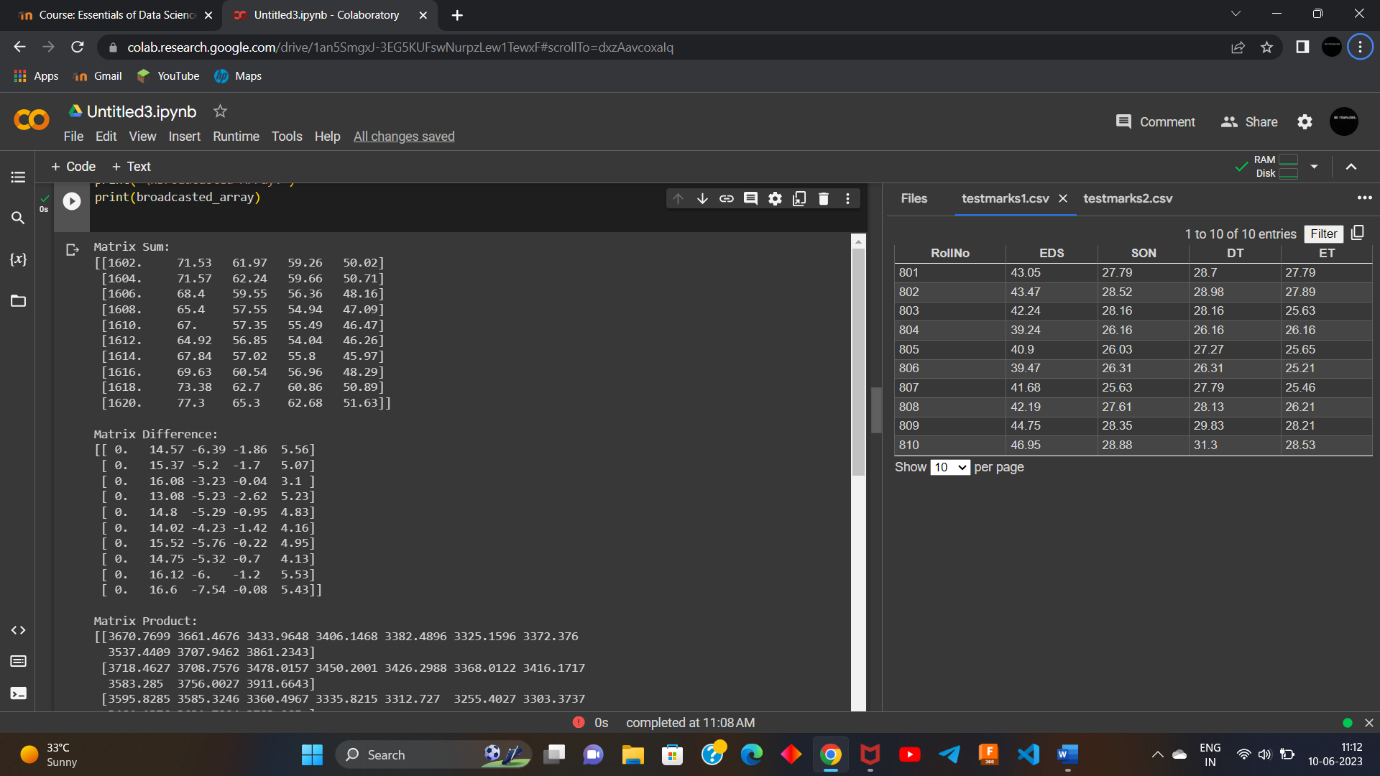 Course: Essentials of Data Scienc
Untitled3.ipynb - Colaboratory
colab.research.google.com/drive/1an5SmgxJ-3EG5KUFswNurpzLew1TewxF#scrollTo=dxzAavcoxalq
Apps Gmail YouTube Maps
Untitled3.ipynb
File Edit View Insert Runtime Tools Help All changes saved
Comment Share
+ Code + Text
RAM
Disk
0s
print(broadcasted_array)
Matrix Sum:
[[1602. 71.53 61.97 59.26 50.02]
[1604. 71.57 62.24 59.66 50.71]
[1606. 68.4 59.55 56.36 48.16]
[1608. 65.4 57.55 54.94 47.09]
[1610. 67. 57.35 55.49 46.47]
[1612. 64.92 56.85 54.04 46.26]
[1614. 67.84 57.02 55.8 45.97]
[1616. 69.63 60.54 56.96 48.29]
[1618. 73.38 62.7 60.86 50.89]
[1620. 77.3 65.3 62.68 51.63]]
Matrix Difference:
[[ 0. 14.57 -6.39 -1.86 5.56]
[ 0. 15.37 -5.2 -1.7 5.07]
[ 0. 16.08 -3.23 -0.04 3.1 ]
[ 0. 13.08 -5.23 -2.62 5.23]
[ 0. 14.8 -5.29 -0.95 4.83]
[ 0. 14.02 -4.23 -1.42 4.16]
[ 0. 15.52 -5.76 -0.22 4.95]
[ 0. 14.75 -5.32 -0.7 4.13]
[ 0. 16.12 -6. -1.2 5.53]
[ 0. 16.6 -7.54 -0.08 5.43]]
Matrix Product:
[[3670.7699 3661.4676 3433.9648 3406.1468 3382.4896 3325.1596 3372.376
3537.4409 3707.9462 3861.2343]
[3718.4627 3708.7576 3478.0157 3450.2001 3426.2988 3368.0122 3416.1717
3583.285 3756.0027 3911.6643]
[3595.8285 3585.3246 3360.4967 3335.8215 3312.727 3255.4027 3303.3737
Files testmarks1.csv testmarks2.csv
1 to 10 of 10 entries Filter
RollNo EDS SON DT ET
801 43.05 27.79 28.7 27.79
802 43.47 28.52 28.98 27.89
803 42.24 28.16 28.16 25.63
804 39.24 26.16 26.16 26.16
805 40.9 26.03 27.27 25.65
806 39.47 26.31 26.31 25.21
807 41.68 25.63 27.79 25.46
808 42.19 27.61 28.13 26.21
809 44.75 28.35 29.83 28.21
810 46.95 28.88 31.3 28.53
Show 10 per page
0s completed at 11:08 AM
33°C
Sunny
Search
ENG
IN
11:12
10-06-2023